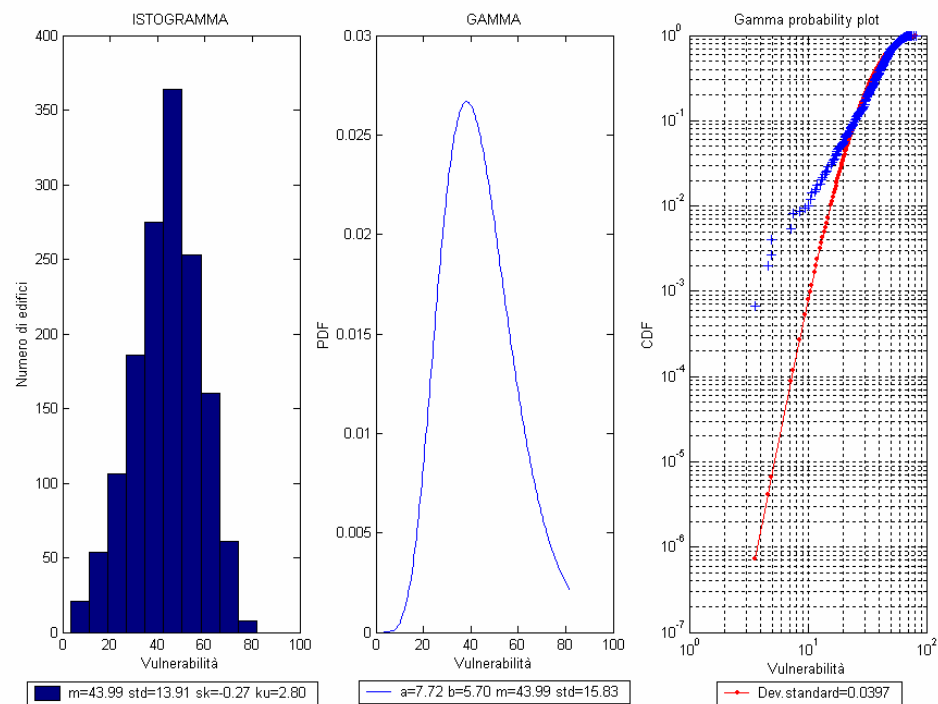 ISTOGRAMMA
400
350
300
250
200
150
100
50
0
Numero di edifici
0 20 40 60 80 100
Vulnerabilità
m=43.99 std=13.91 sk=-0.27 ku=2.80
GAMMA
0.03
0.025
0.02
0.015
0.01
0.005
0
PDF
0 20 40 60 80 100
Vulnerabilità
a=7.72 b=5.70 m=43.99 std=15.83
Gamma probability plot
10^0
10^-1
10^-2
10^-3
10^-4
10^-5
10^-6
10^-7
CDF
10^0 10^1 10^2
Vulnerabilità
Dev.standard=0.0397